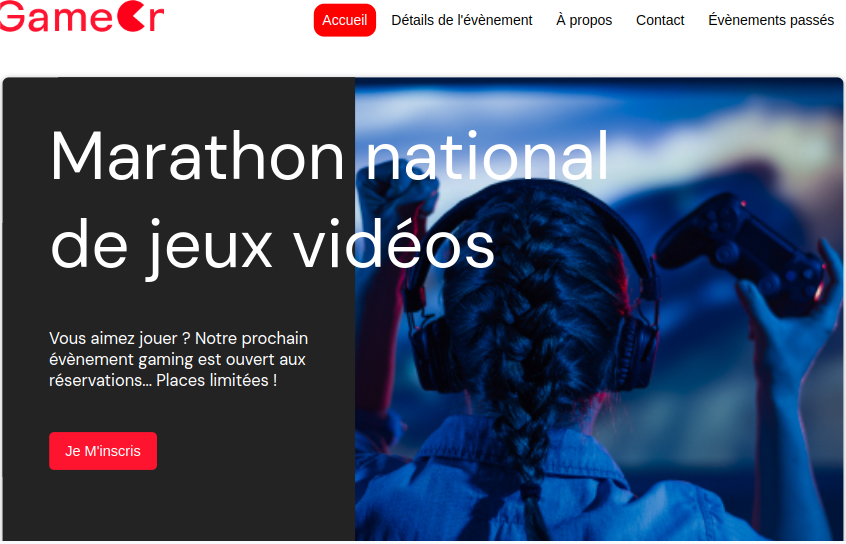 GameOr
Accueil
Détails de l'évènement
À propos
Contact
Évènements passés
Marathon national
de jeux vidéos
Vous aimez jouer ? Notre prochain
évènement gaming est ouvert aux
réservations... Places limitées !
Je M'inscris